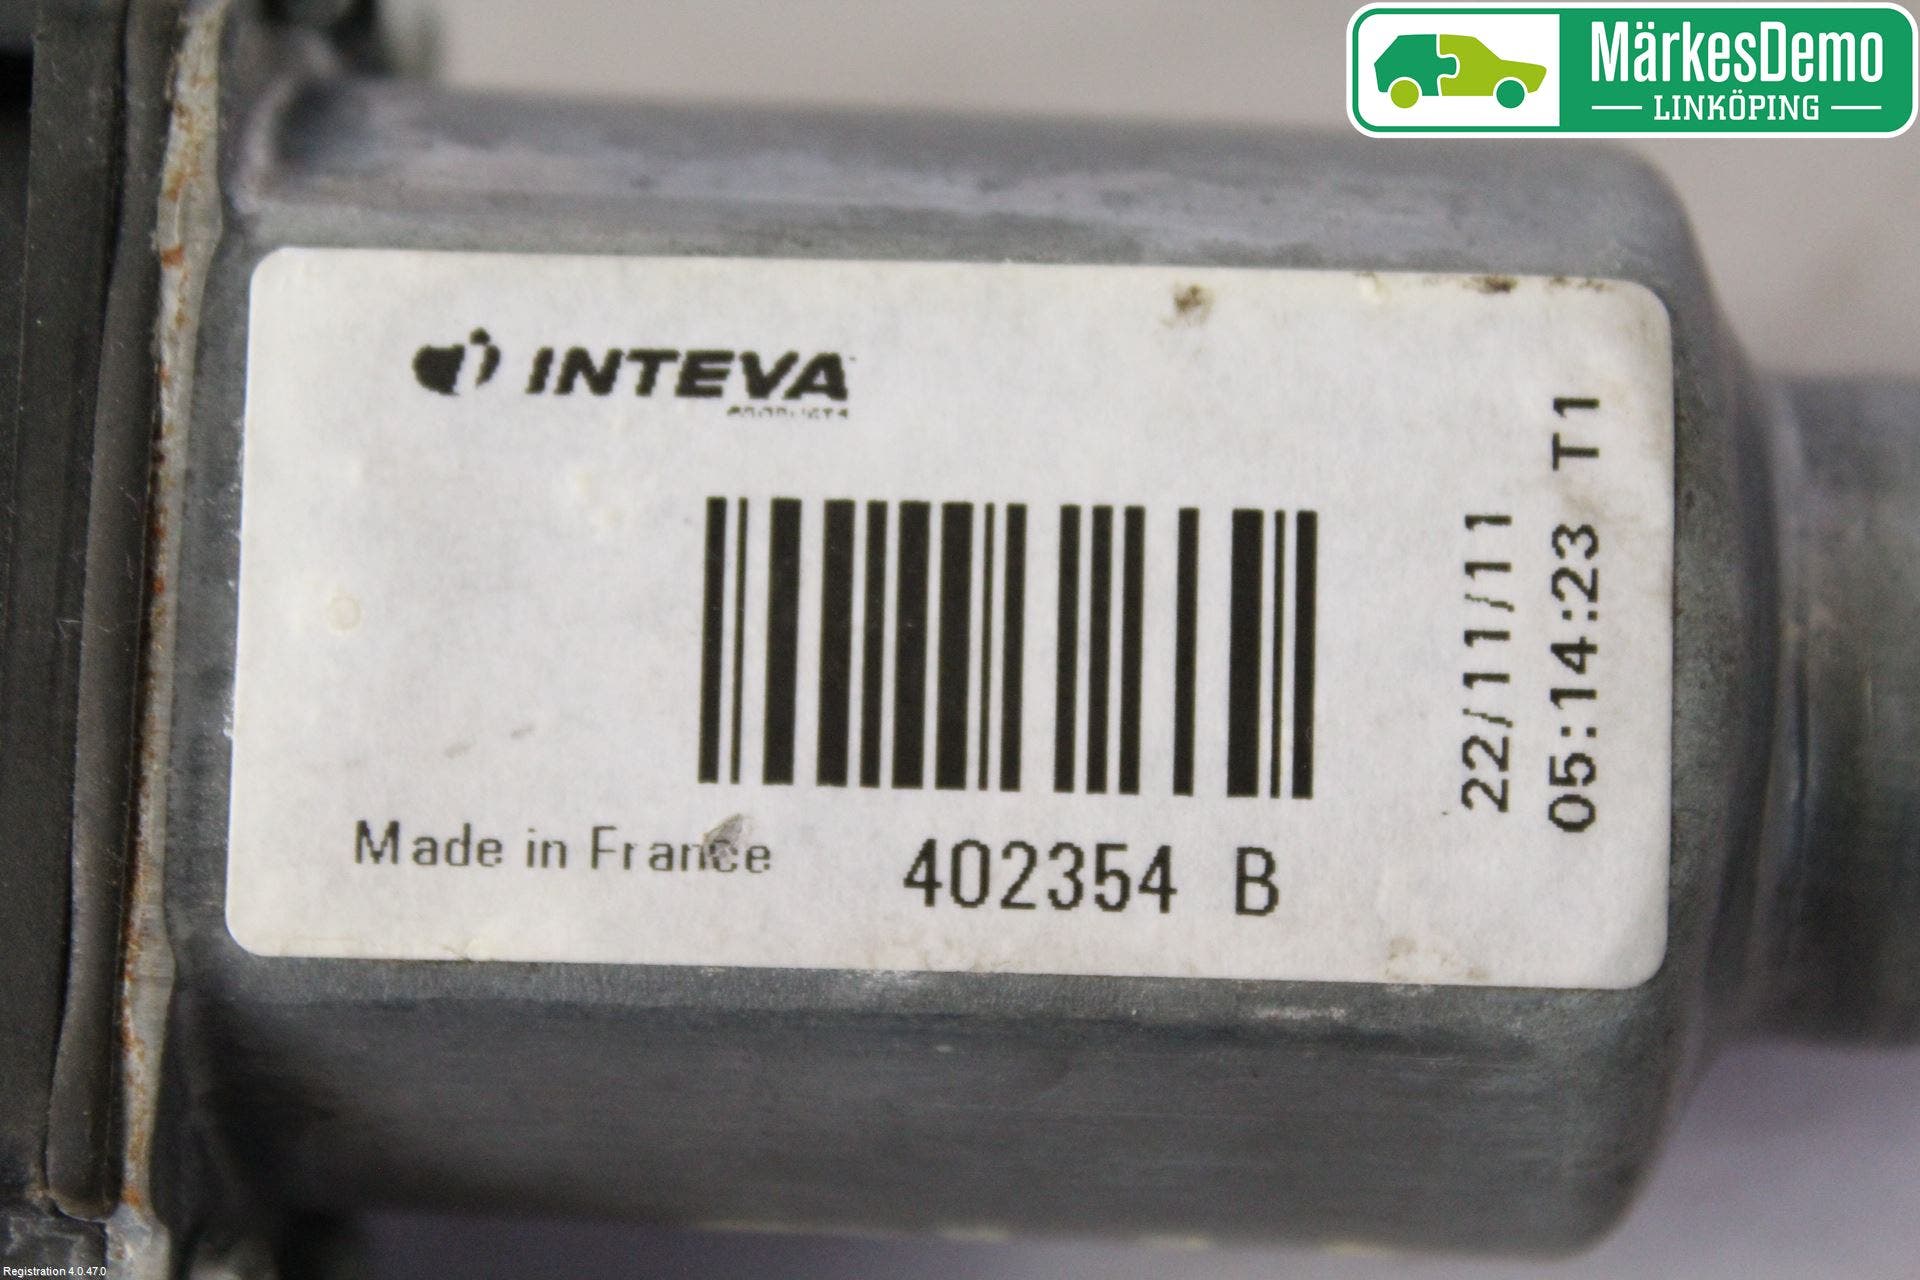 MärkesDemo
LINKÖPING
INTEVA
PRODUCTS
22/11/11
05:14:23 T1
Made in France
402354 B
Registration 4.0.47.0